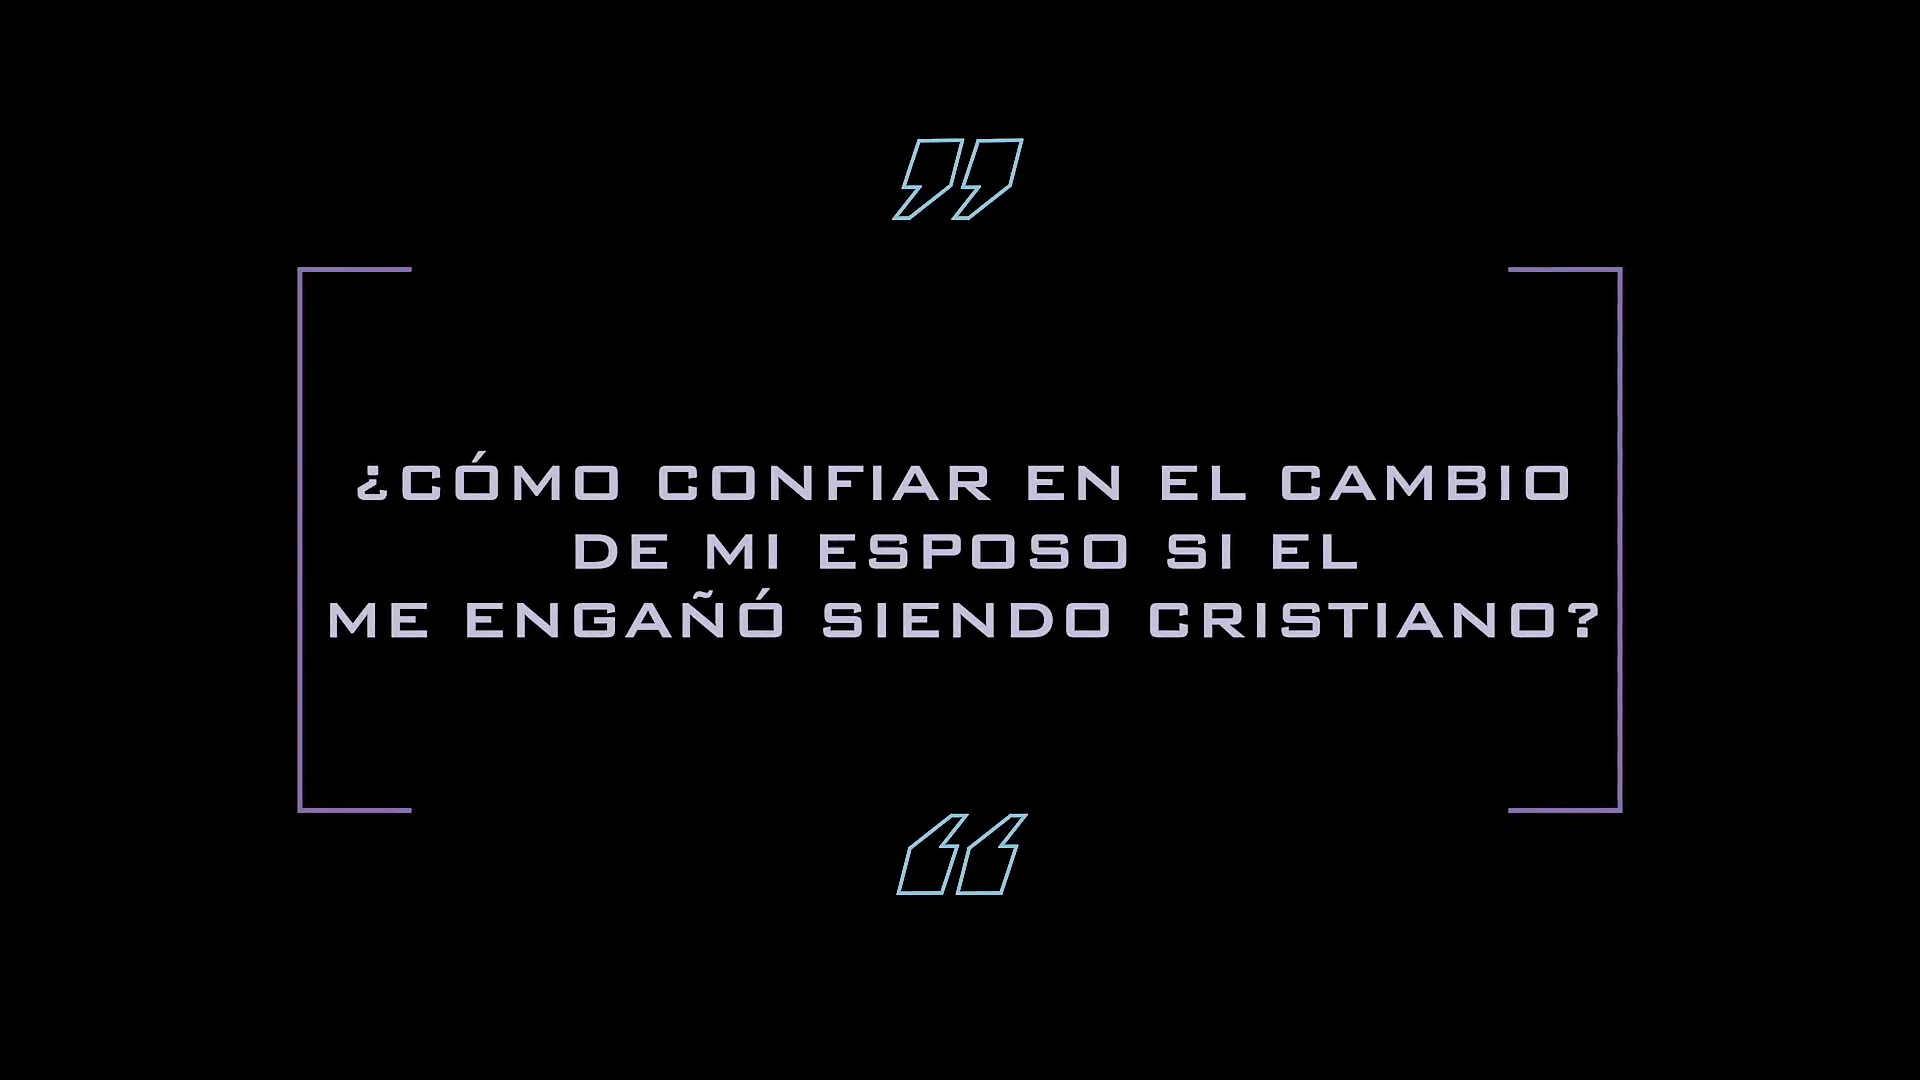 ¿CÓMO CONFIAR EN EL CAMBIO
DE MI ESPOSO SI EL
ME ENGAÑÓ SIENDO CRISTIANO?